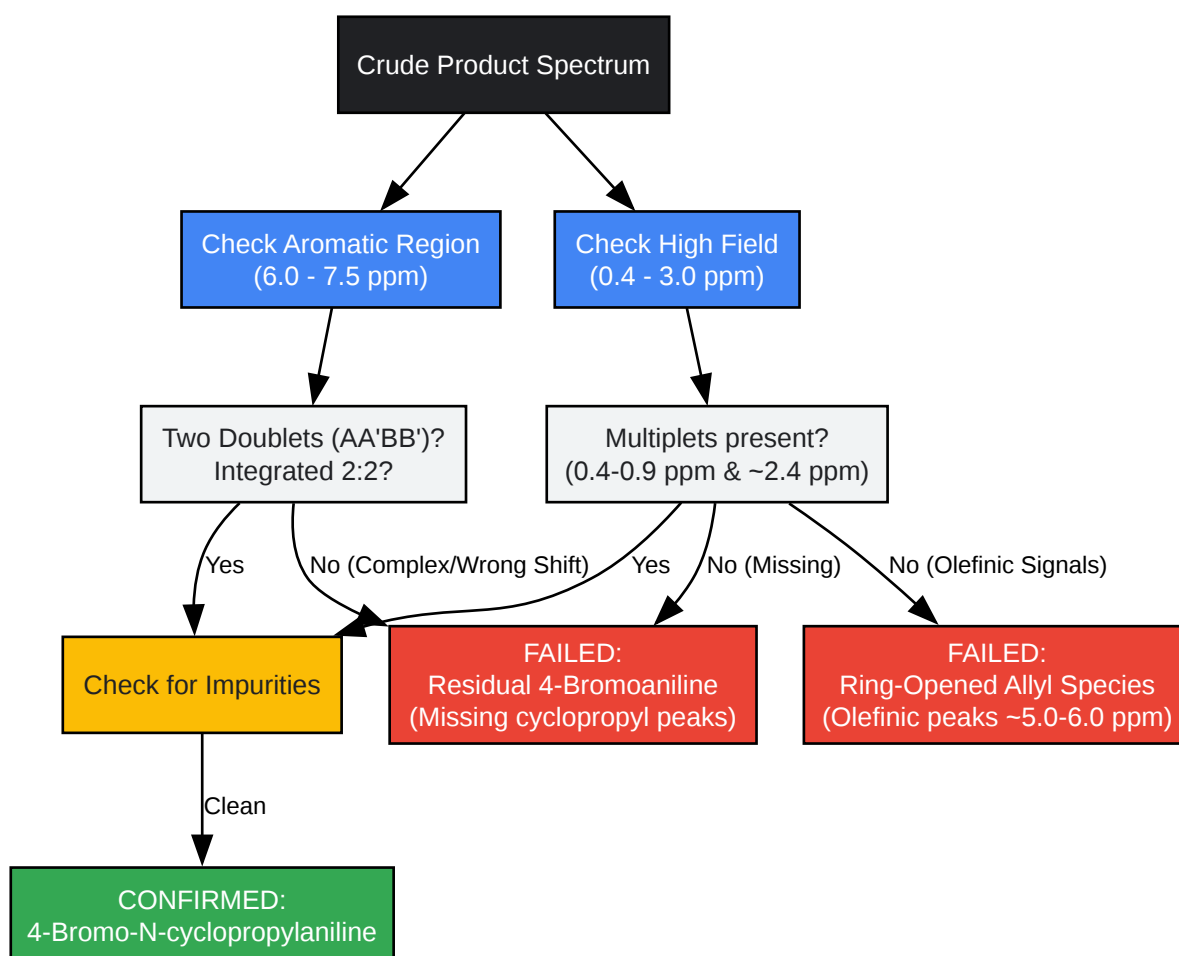 Crude Product Spectrum
Check Aromatic Region
(6.0 - 7.5 ppm)
Check High Field
(0.4 - 3.0 ppm)
Two Doublets (AA'BB')?
Integrated 2:2?
Multiplets present?
(0.4-0.9 ppm & ~2.4 ppm)
Yes
No (Complex/Wrong Shift)
Yes
No (Missing)
No (Olefinic Signals)
Check for Impurities
FAILED:
Residual 4-Bromoaniline
(Missing cyclopropyl peaks)
FAILED:
Ring-Opened Allyl Species
(Olefinic peaks ~5.0-6.0 ppm)
Clean
CONFIRMED:
4-Bromo-N-cyclopropylaniline